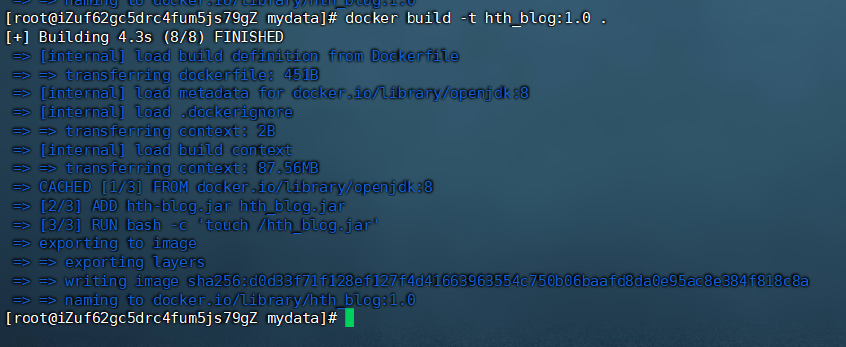 => => naming to docker.io/library/hth_blog:1.0
[root@iZuf62gc5drc4fum5js79gZ mydata]# docker build -t hth_blog:1.0 .
[+] Building 4.3s (8/8) FINISHED
=> [internal] load build definition from Dockerfile
=> => transferring dockerfile: 451B
=> [internal] load metadata for docker.io/library/openjdk:8
=> [internal] load .dockerignore
=> => transferring context: 2B
=> [internal] load build context
=> => transferring context: 87.56MB
=> CACHED [1/3] FROM docker.io/library/openjdk:8
=> [2/3] ADD hth-blog.jar hth_blog.jar
=> [3/3] RUN bash -c 'touch /hth_blog.jar'
=> exporting to image
=> => exporting layers
=> => writing image sha256:d0d33f71f128ef127f4d41663963554c750b06baafd8da0e95ac8e384f818c8a
=> => naming to docker.io/library/hth_blog:1.0
[root@iZuf62gc5drc4fum5js79gZ mydata]#